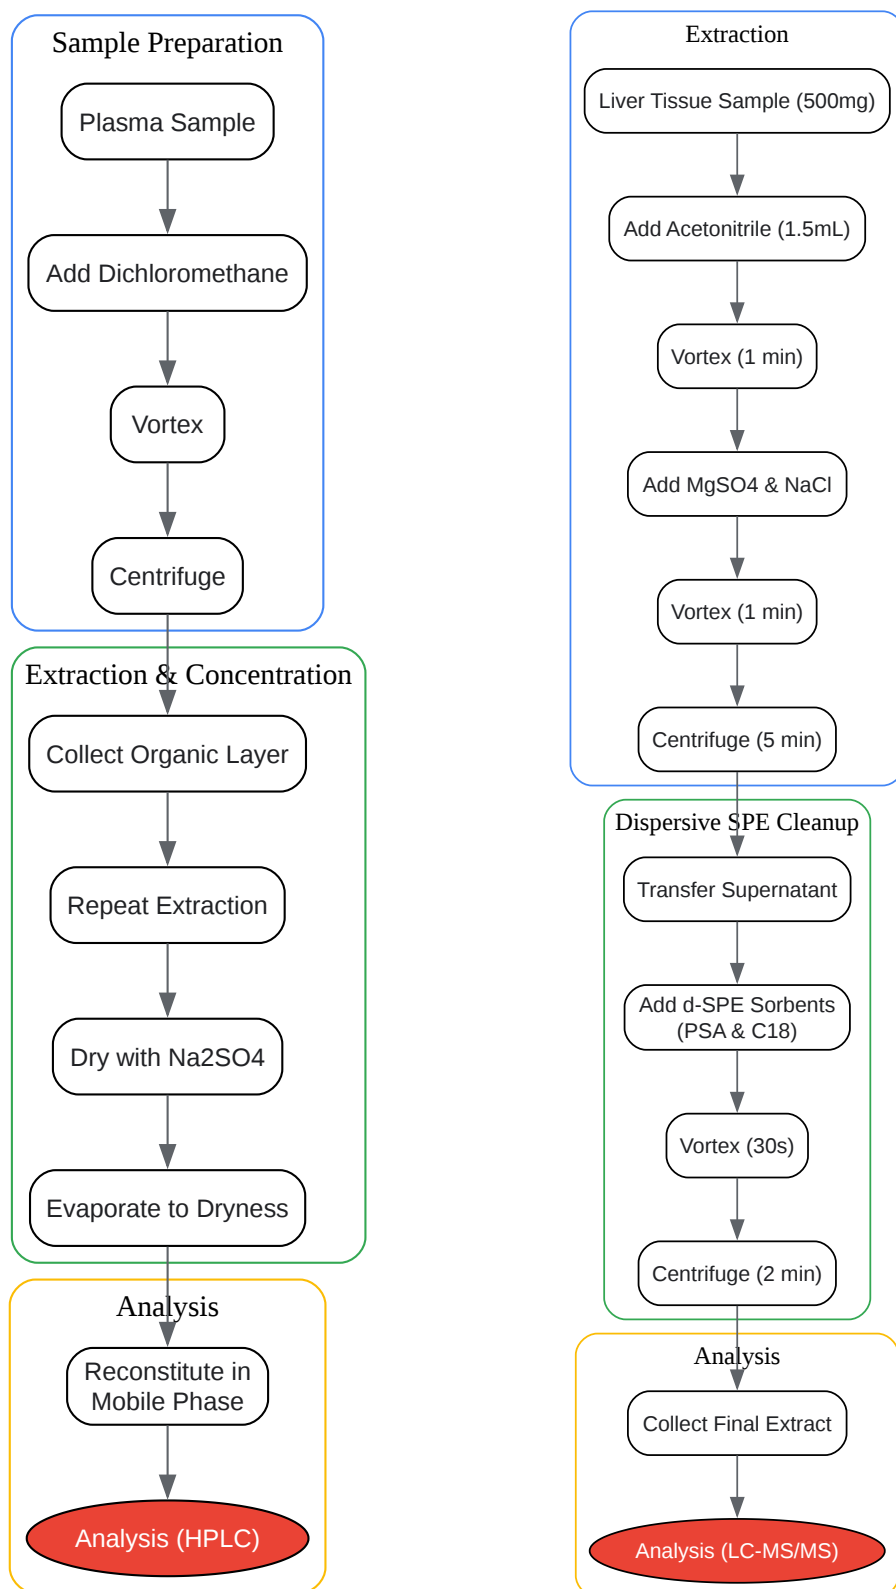 Sample Preparation
Plasma Sample
Add Dichloromethane
Vortex
Centrifuge
Extraction & Concentration
Collect Organic Layer
Repeat Extraction
Dry with Na2SO4
Evaporate to Dryness
Analysis
Reconstitute in
Mobile Phase
Analysis (HPLC)
Extraction
Liver Tissue Sample (500mg)
Add Acetonitrile (1.5mL)
Vortex (1 min)
Add MgSO4 & NaCl
Vortex (1 min)
Centrifuge (5 min)
Dispersive SPE Cleanup
Transfer Supernatant
Add d-SPE Sorbents
(PSA & C18)
Vortex (30s)
Centrifuge (2 min)
Analysis
Collect Final Extract
Analysis (LC-MS/MS)